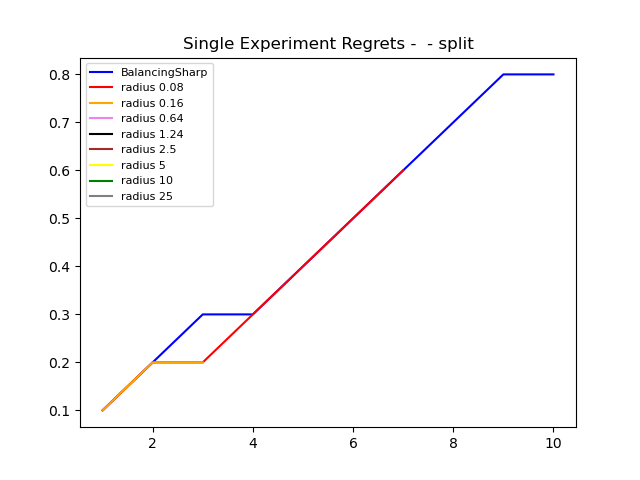 Single Experiment Regrets -  - split
BalancingSharp
radius 0.08
radius 0.16
radius 0.64
radius 1.24
radius 2.5
radius 5
radius 10
radius 25
0.8
0.7
0.6
0.5
0.4
0.3
0.2
0.1
2 4 6 8 10